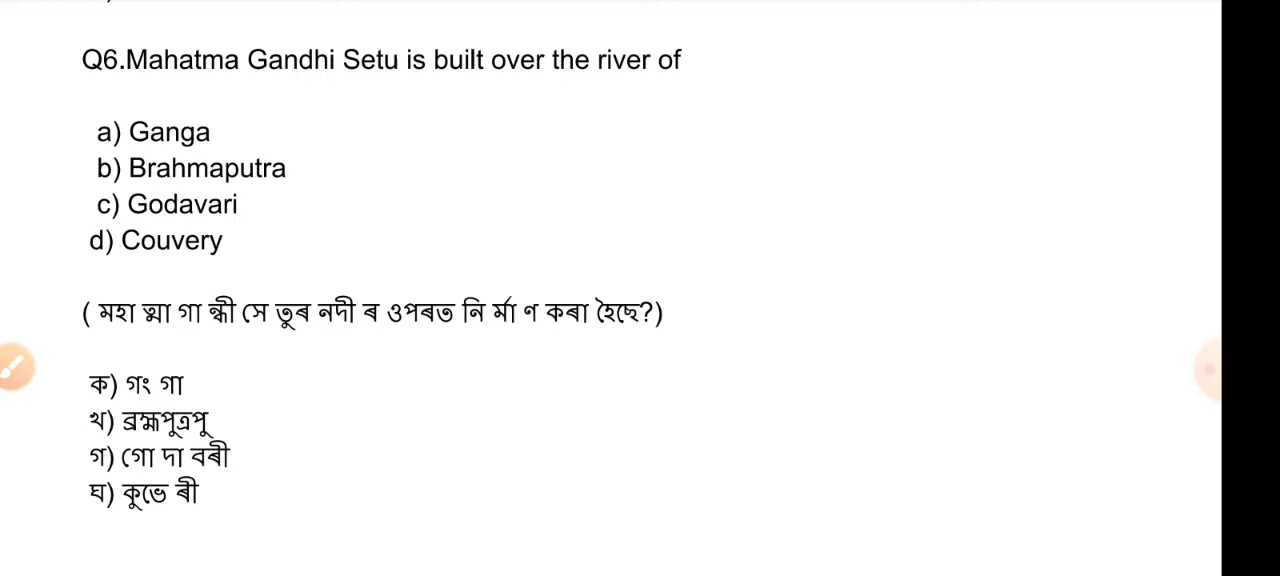 Q6.Mahatma Gandhi Setu is built over the river of
a) Ganga
b) Brahmaputra
c) Godavari
d) Couvery
( মহা ত্মা গা ন্ধী সে তুৰ নদী ৰ ওপৰত নি ৰ্মা ণ কৰা হৈছে?)
ক) গং গা
খ) ব্ৰহ্মপুত্ৰপু
গ) গো দা বৰী
ঘ) কুভে ৰী